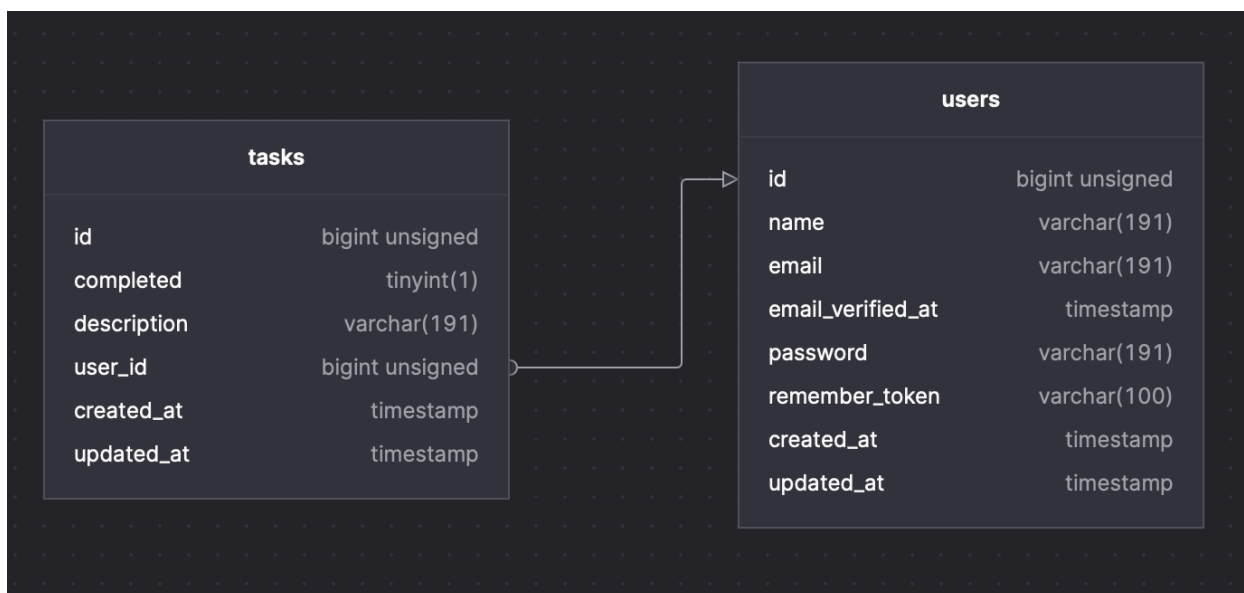 tasks
id bigint unsigned
completed tinyint(1)
description varchar(191)
user_id bigint unsigned
created_at timestamp
updated_at timestamp
users
id bigint unsigned
name varchar(191)
email varchar(191)
email_verified_at timestamp
password varchar(191)
remember_token varchar(100)
created_at timestamp
updated_at timestamp